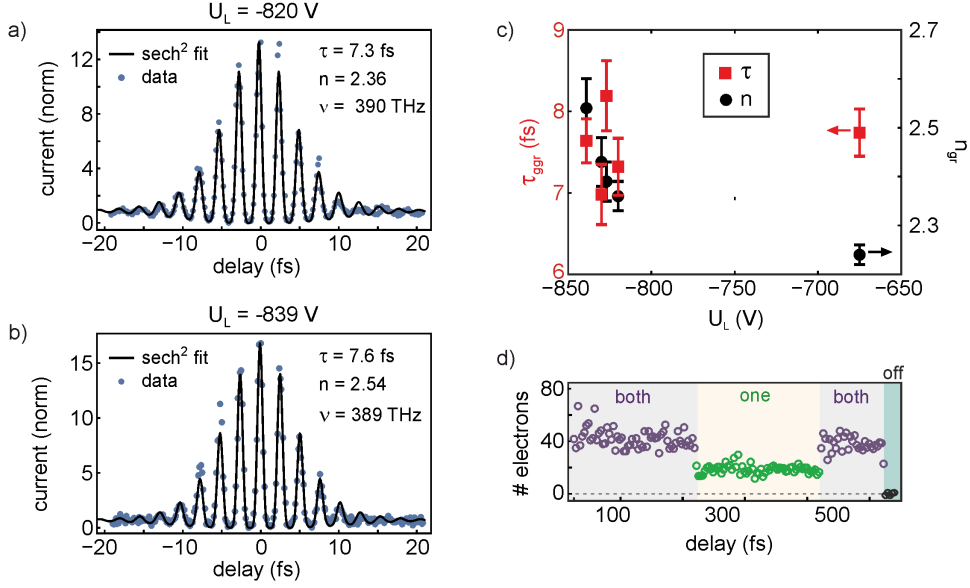 a)
U_L = -820 V
sech² fit
data
τ = 7.3 fs
n = 2.36
ν = 390 THz
current (norm)
12
8
4
0
−20
−10
0
10
20
delay (fs)
b)
U_L = -839 V
sech² fit
data
τ = 7.6 fs
n = 2.54
ν = 389 THz
current (norm)
15
10
5
0
−20
−10
0
10
20
delay (fs)
c)
τ
n
τ_ggr (fs)
9
8
7
6
n_gr
2.7
2.5
2.3
−850
−800
−750
−700
−650
U_L (V)
d)
off
both
one
both
# electrons
80
40
0
100
300
500
delay (fs)